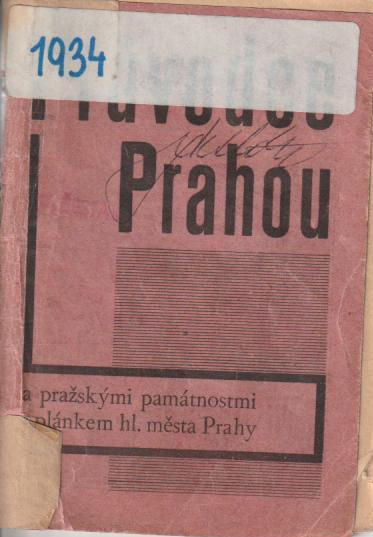 1934
Průvodce
Prahou
a pražskými památnostmi
plánkem hl. města Prahy